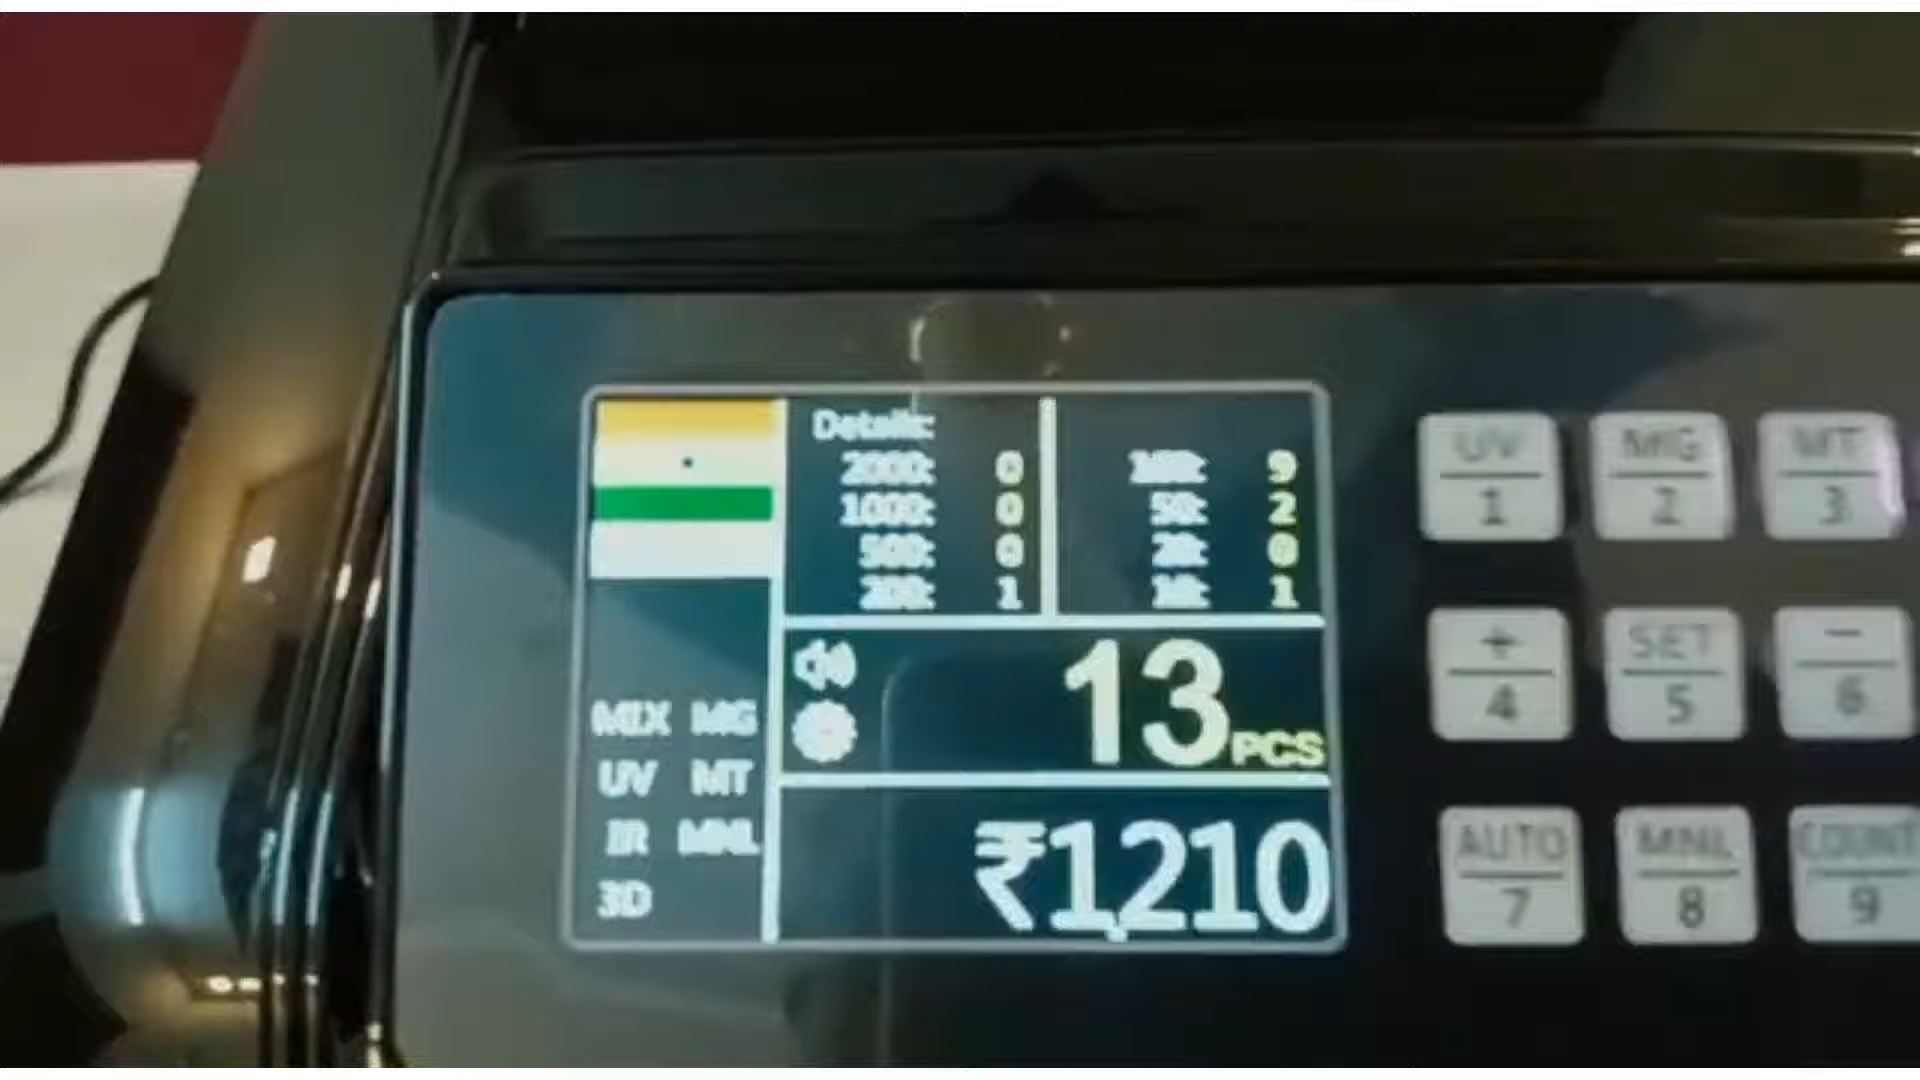 Details:
2000: 0
1000: 0
500: 0
200: 1
100: 9
50: 2
20: 0
10: 1
13 PCS
₹1,210
MIX MG
UV MT
IR MNL
3D
UV MG MT
1 2 3
+ SET −
4 5 6
AUTO MNL COUNT
7 8 9